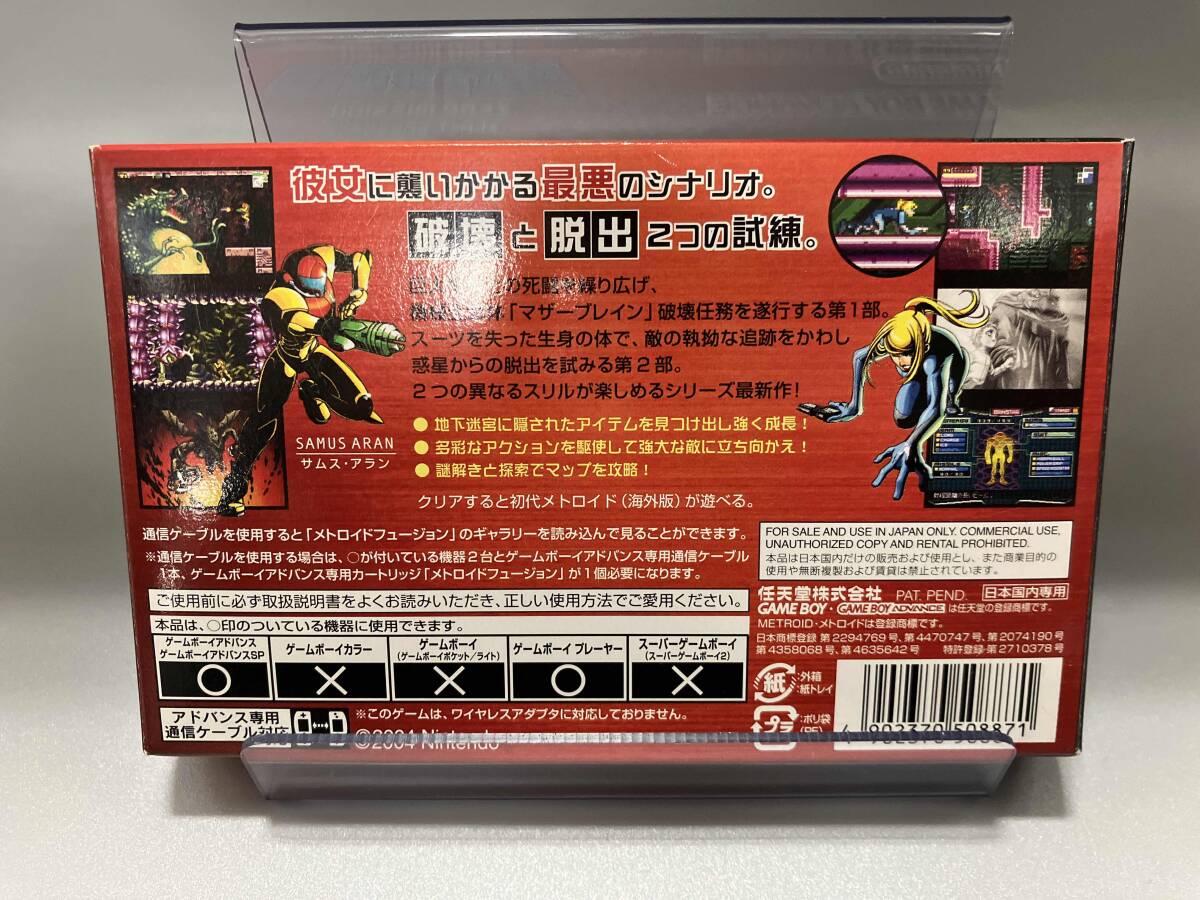 彼女に襲いかかる最悪のシナリオ。
破壊と脱出 2つの試練。
の死闘を繰り広げ、
「マザーブレイン」破壊任務を遂行する第1部。
スーツを失った生身の体で、敵の執拗な追跡をかわし
惑星からの脱出を試みる第2部。
2つの異なるスリルが楽しめるシリーズ最新作!
●地下迷宮に隠されたアイテムを見つけ出し強く成長!
●多彩なアクションを駆使して強大な敵に立ち向かえ!
●謎解きと探索でマップを攻略!
SAMUS ARAN
サムス・アラン
クリアすると初代メトロイド(海外版)が遊べる。
通信ケーブルを使用すると「メトロイドフュージョン」のギャラリーを読み込んで見ることができます。
※通信ケーブルを使用する場合は、○が付いている機器2台とゲームボーイアドバンス専用通信ケーブル
1本、ゲームボーイアドバンス専用カートリッジ「メトロイドフュージョン」が1個必要になります。
ご使用前に必ず取扱説明書をよくお読みいただき、正しい使用方法でご愛用ください。
本品は、○印のついている機器に使用できます。
ゲームボーイアドバンス
ゲームボーイアドバンスSP
○
ゲームボーイカラー
×
ゲームボーイ
(ゲームボーイポケット/ライト)
×
ゲームボーイ プレーヤー
○
スーパーゲームボーイ
(スーパーゲームボーイ2)
×
アドバンス専用
通信ケーブル対応
※このゲームは、ワイヤレスアダプタに対応しておりません。
©2004 Nintendo
FOR SALE AND USE IN JAPAN ONLY. COMMERCIAL USE,
UNAUTHORIZED COPY AND RENTAL PROHIBITED.
本品は日本国内だけの販売および使用とし、また商業目的の
使用や無断複製および賃貸は禁止されています。
任天堂株式会社 PAT. PEND. 日本国内専用
GAME BOY・GAME BOY ADVANCE は任天堂の登録商標です。
METROID・メトロイドは登録商標です。
日本商標登録 第2294769号、第4470747号、第2074190号
第4358068号、第4635642号 特許登録・第2710378号
紙
:外箱
:紙トレイ
プラ
:ポリ袋
(PE)
4 902370 508871